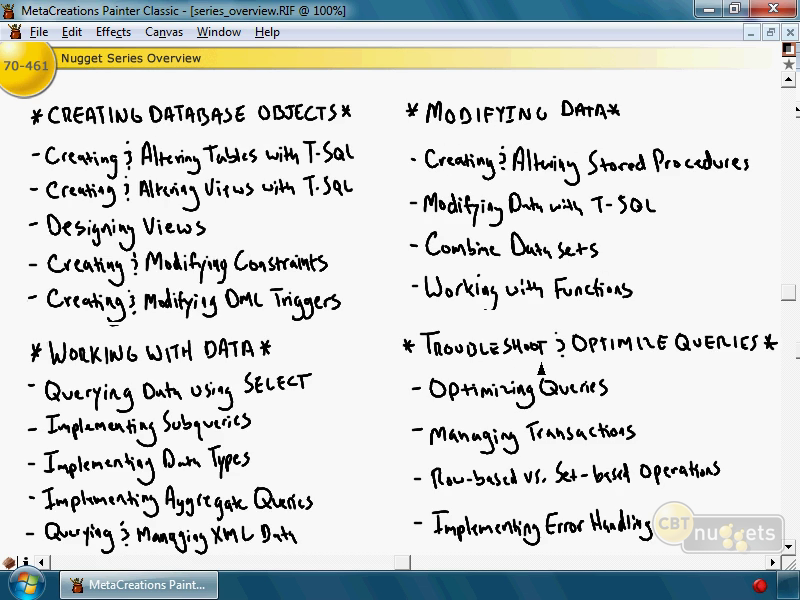 MetaCreations Painter Classic - [series_overview.RIF @ 100%]
File Edit Effects Canvas Window Help
70-461
Nugget Series Overview
*CREATING DATABASE OBJECTS*
- Creating & Altering Tables with T-SQL
- Creating & Altering Views with T-SQL
- Designing Views
- Creating & Modifying Constraints
- Creating & Modifying DML Triggers
*WORKING WITH DATA*
- Querying Data using SELECT
- Implementing Subqueries
- Implementing Data Types
- Implementing Aggregate Queries
- Querying & Managing XML Data
*MODIFYING DATA*
- Creating & Altering Stored Procedures
- Modifying Data with T-SQL
- Combine Datasets
- Working with Functions
*TROUBLESHOOT & OPTIMIZE QUERIES*
- Optimizing Queries
- Managing Transactions
- Row-based vs. Set-based Operations
- Implementing Error Handling
CBT nuggets
MetaCreations Paint...